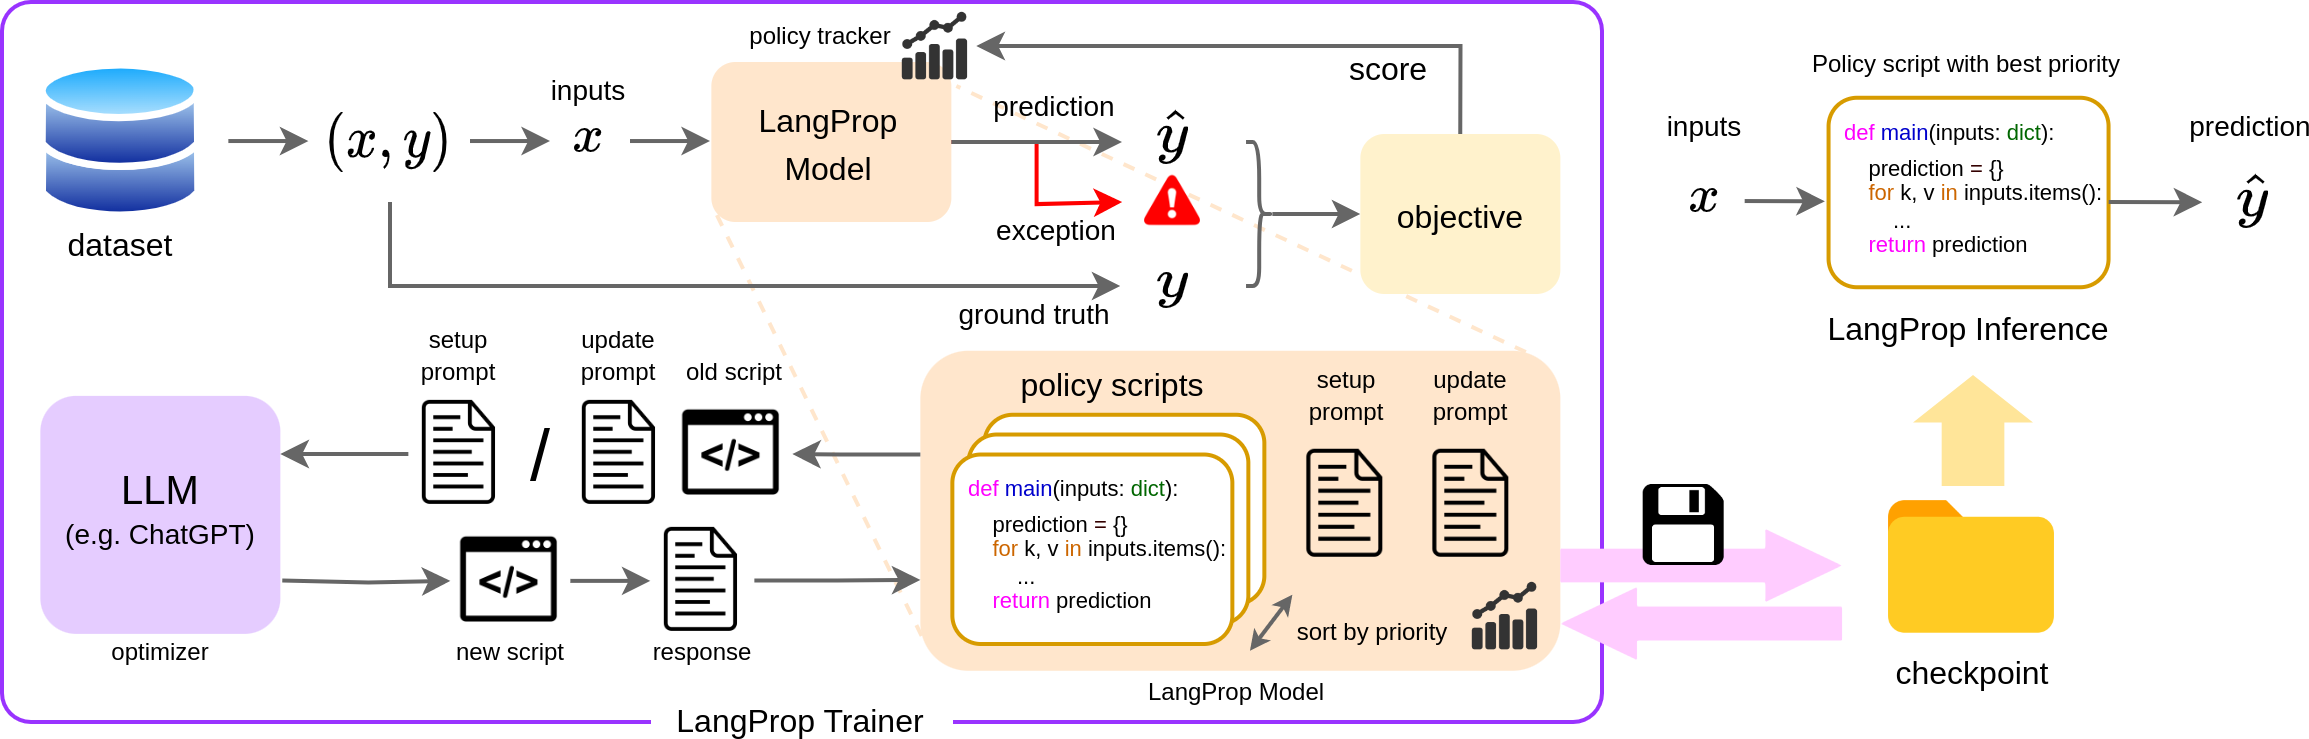 policy tracker
score
inputs
LangProp
Model
prediction
(x, y)
x
ŷ
exception
objective
dataset
y
ground truth
Policy script with best priority
inputs
prediction
def main(inputs: dict):
prediction = {}
for k, v in inputs.items():
...
return prediction
x
ŷ
LangProp Inference
setup
prompt
update
prompt
old script
/
</>
LLM
(e.g. ChatGPT)
optimizer
</>
new script
response
policy scripts
setup
prompt
update
prompt
def main(inputs: dict):
prediction = {}
for k, v in inputs.items():
...
return prediction
sort by priority
LangProp Model
LangProp Trainer
checkpoint